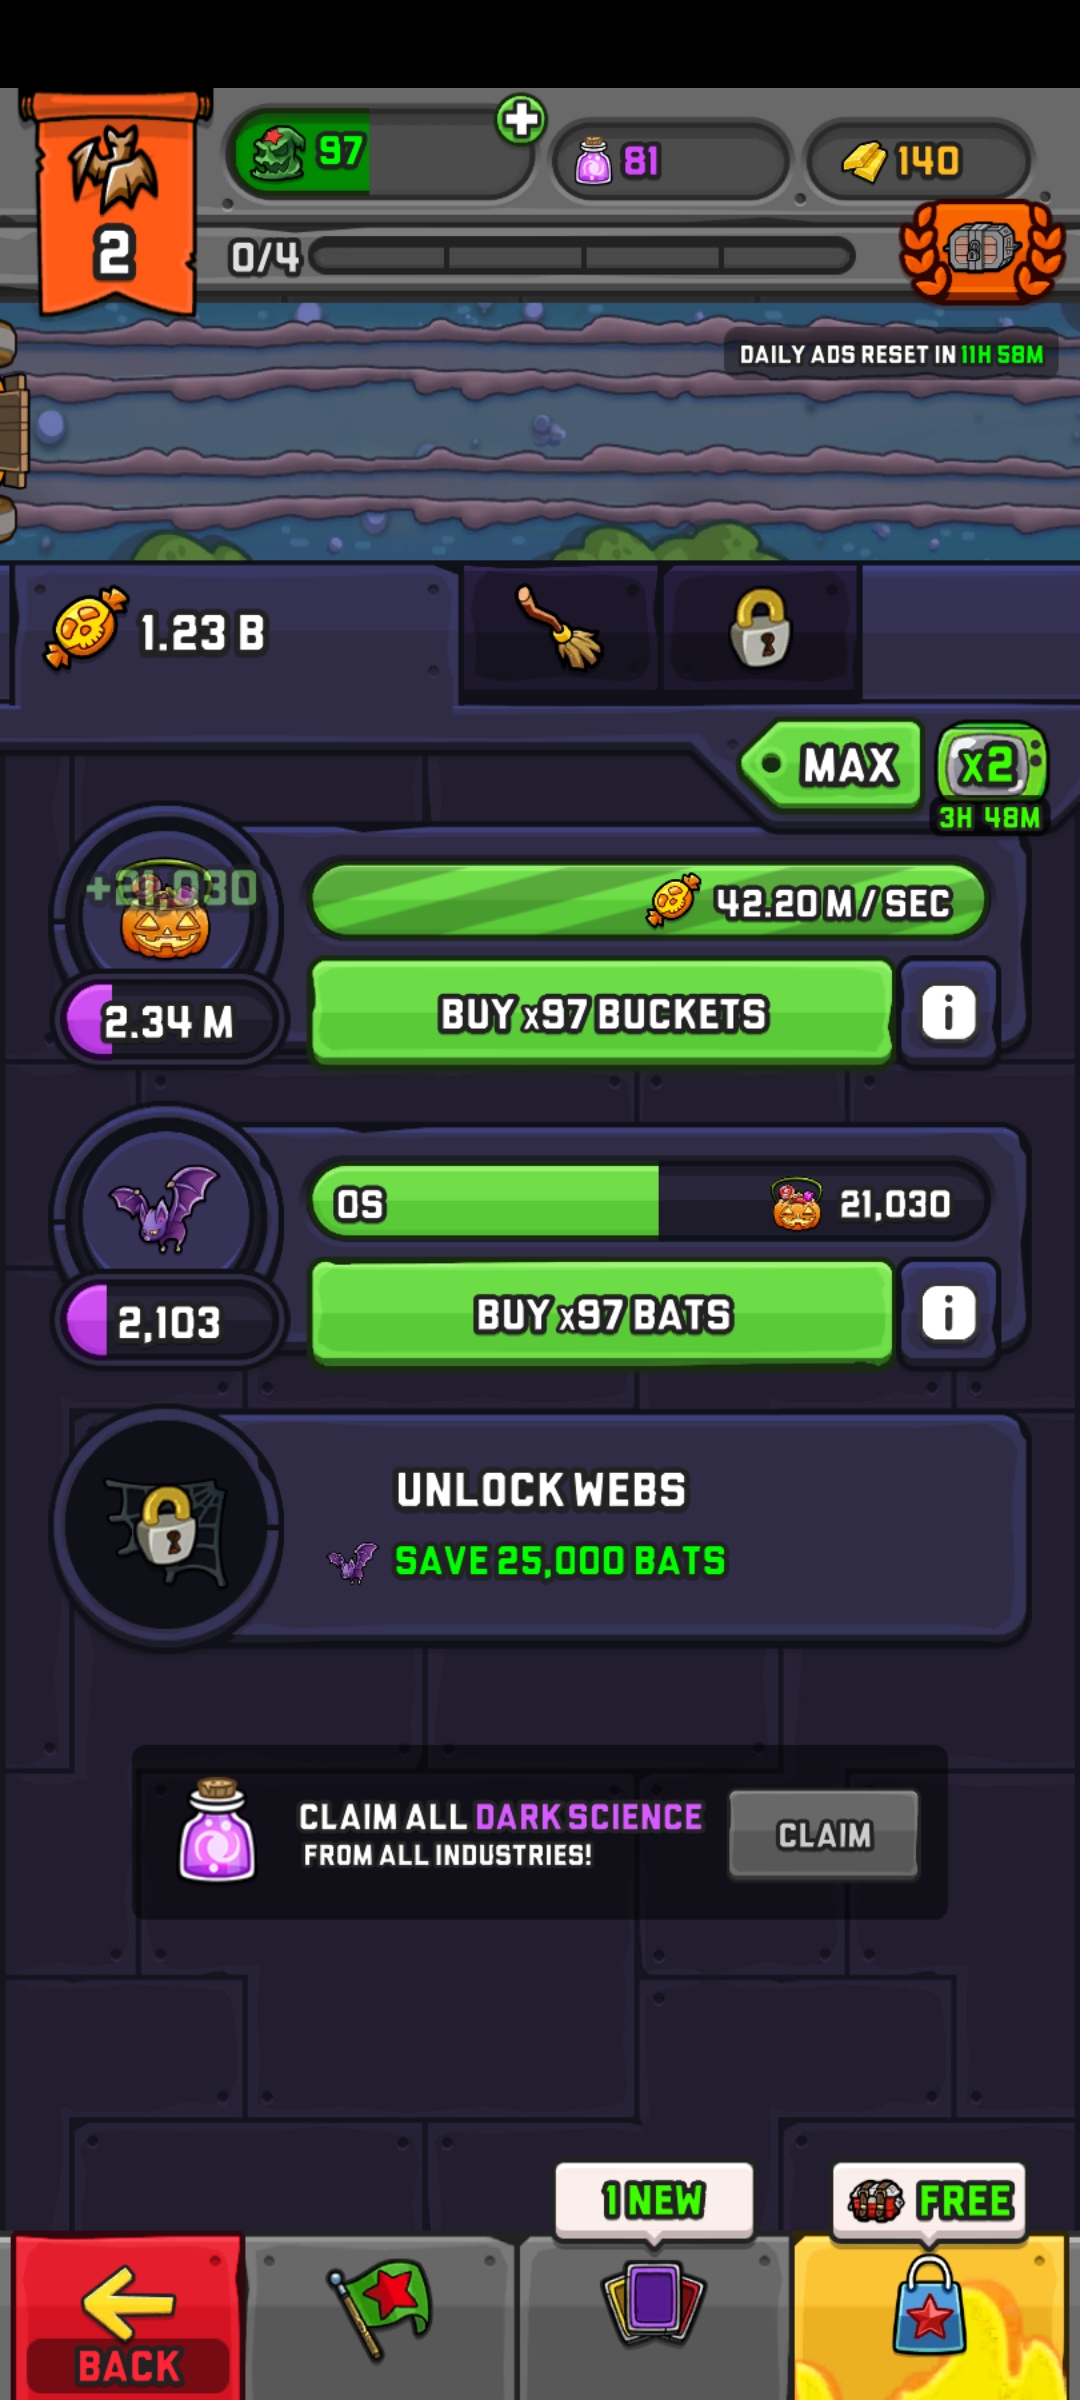 97
81
140
2
0/4
DAILY ADS RESET IN 11H 58M
1.23 B
MAX
x2
3H 48M
+21,030
42.20 M / SEC
2.34 M
BUY x97 BUCKETS
i
0S
21,030
2,103
BUY x97 BATS
i
UNLOCK WEBS
SAVE 25,000 BATS
CLAIM ALL DARK SCIENCE
FROM ALL INDUSTRIES!
CLAIM
1 NEW
FREE
BACK